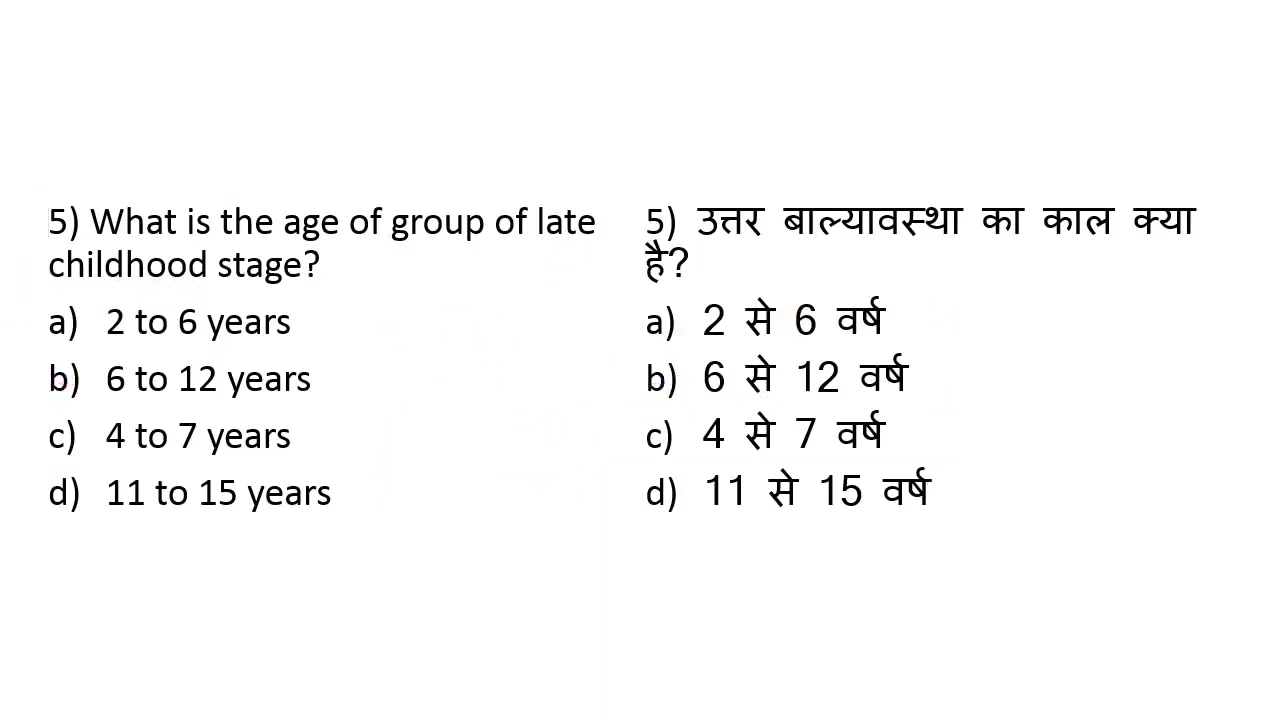 5) What is the age of group of late
childhood stage?
a) 2 to 6 years
b) 6 to 12 years
c) 4 to 7 years
d) 11 to 15 years
5) उत्तर बाल्यावस्था का काल क्या
है?
a) 2 से 6 वर्ष
b) 6 से 12 वर्ष
c) 4 से 7 वर्ष
d) 11 से 15 वर्ष